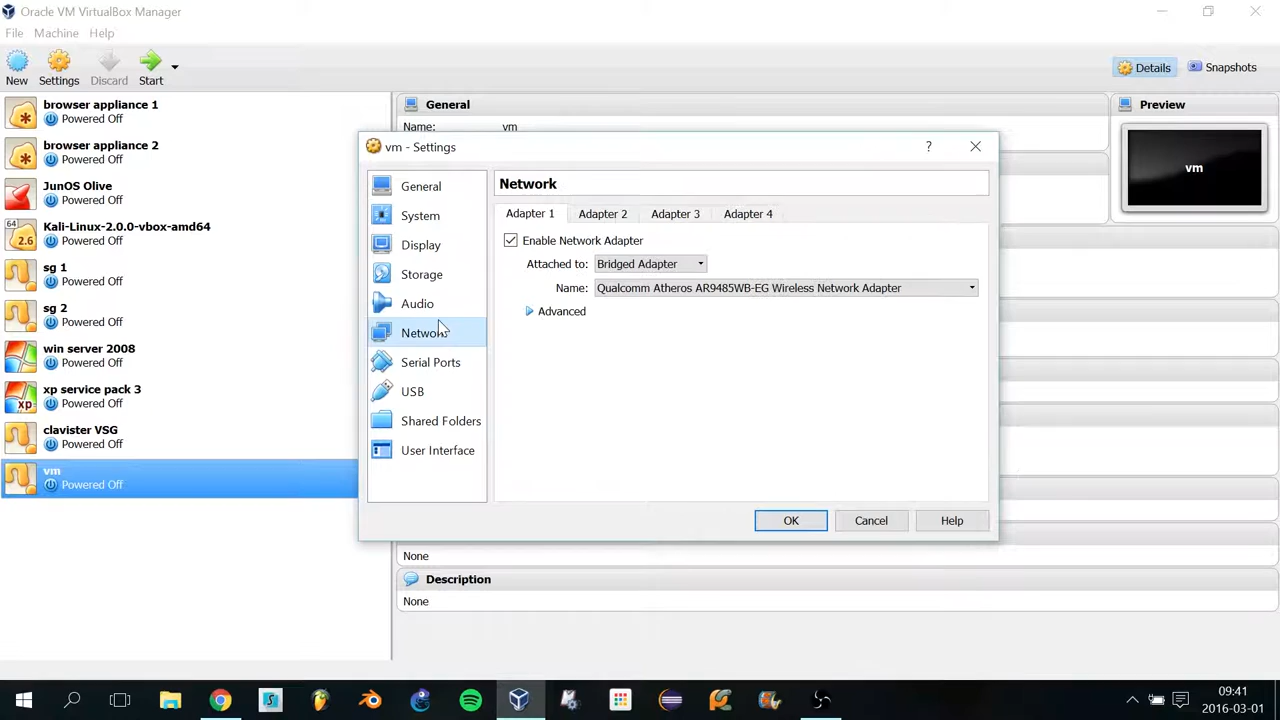 Oracle VM VirtualBox Manager
File Machine Help
New Settings Discard Start
Details Snapshots
browser appliance 1
Powered Off
browser appliance 2
Powered Off
JunOS Olive
Powered Off
64
2.6
Kali-Linux-2.0.0-vbox-amd64
Powered Off
sg 1
Powered Off
sg 2
Powered Off
win server 2008
Powered Off
xp
xp service pack 3
Powered Off
clavister VSG
Powered Off
vm
Powered Off
General
Name: vm
Preview
vm
vm - Settings
?
General
System
Display
Storage
Audio
Network
Serial Ports
USB
Shared Folders
User Interface
Network
Adapter 1 Adapter 2 Adapter 3 Adapter 4
Enable Network Adapter
Attached to: Bridged Adapter
Name: Qualcomm Atheros AR9485WB-EG Wireless Network Adapter
Advanced
OK Cancel Help
None
Description
None
09:41
2016-03-01